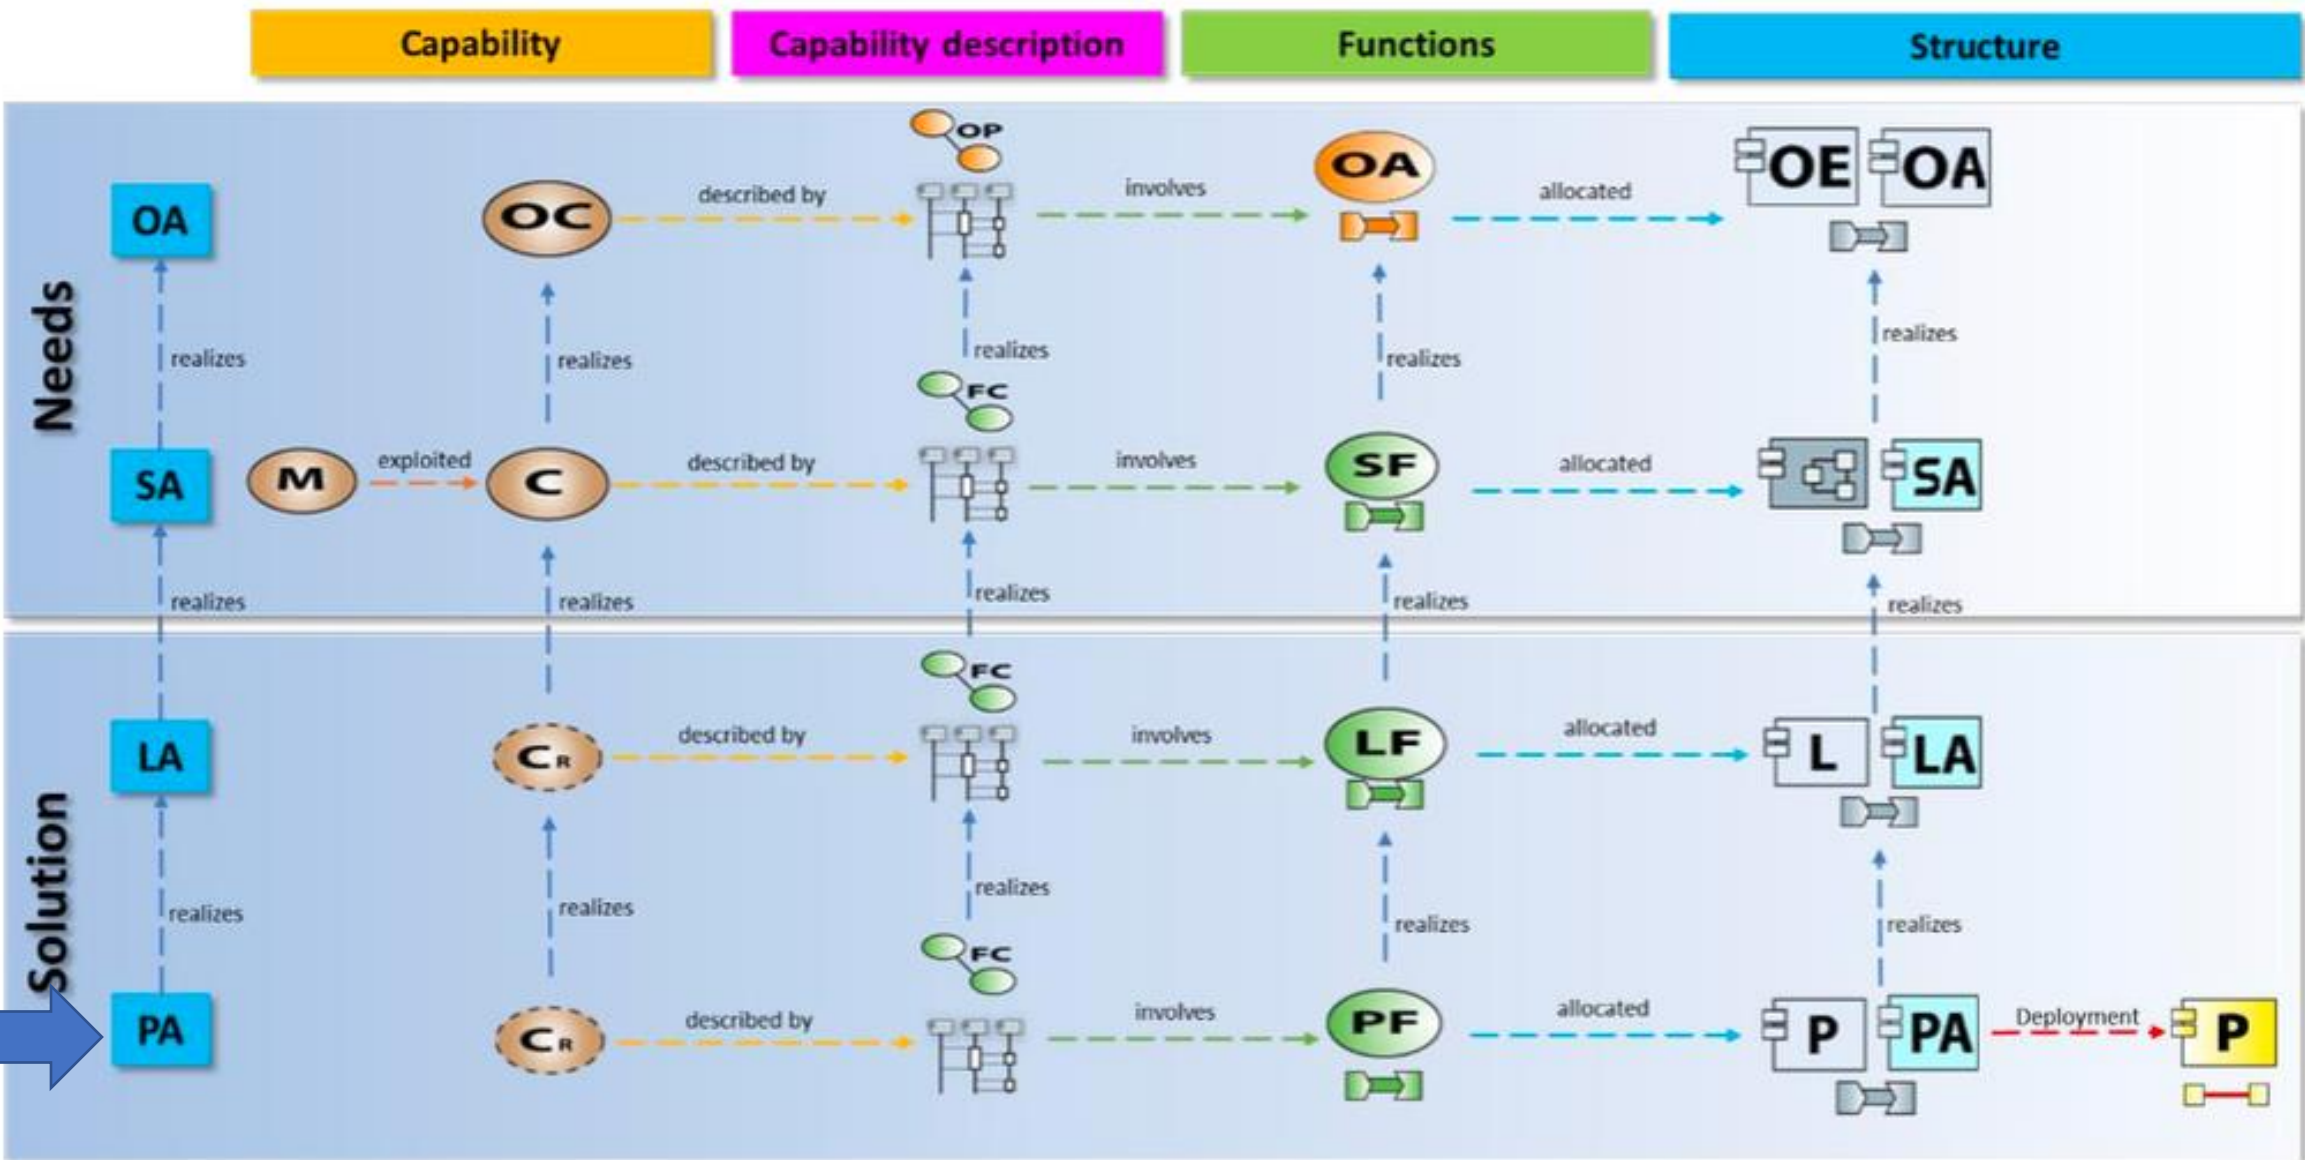 Capability
Capability description
Functions
Structure
Needs
OP
OA
OC
described by
involves
OA
allocated
OE
OA
realizes
realizes
realizes
realizes
realizes
FC
SA
M
exploited
C
described by
involves
SF
allocated
SA
realizes
realizes
realizes
realizes
realizes
Solution
FC
LA
CR
described by
involves
LF
allocated
L
LA
realizes
realizes
realizes
realizes
realizes
FC
PA
CR
described by
involves
PF
allocated
P
PA
Deployment
P